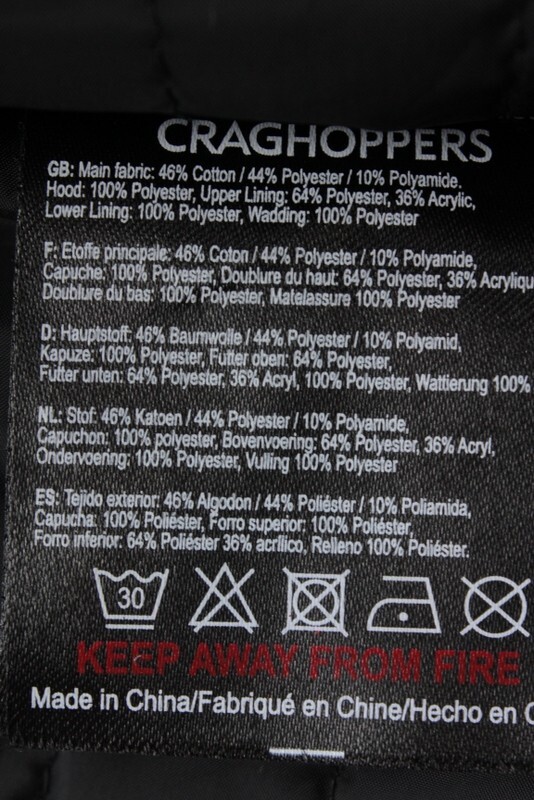 CRAGHOPPERS
GB: Main fabric: 46% Cotton / 44% Polyester / 10% Polyamide.
Hood: 100% Polyester, Upper Lining: 64% Polyester, 36% Acrylic,
Lower Lining: 100% Polyester, Wadding: 100% Polyester
F: Etoffe principale: 46% Coton / 44% Polyester / 10% Polyamide,
Capuche: 100% Polyester, Doublure du haut: 64% Polyester, 36% Acrylique
Doublure du bas: 100% Polyester, Matelassure 100% Polyester
D: Hauptstoff: 46% Baumwolle / 44% Polyester / 10% Polyamid,
Kapuze: 100% Polyester, Futter oben: 64% Polyester,
Futter unten: 64% Polyester, 36% Acryl, 100% Polyester, Wattierung 100%
NL: Stof: 46% Katoen / 44% Polyester / 10% Polyamide,
Capuchon: 100% polyester, Bovenvoering: 64% Polyester, 36% Acryl,
Ondervoering: 100% Polyester, Vulling 100% Polyester
ES: Tejido exterior: 46% Algodon / 44% Poliéster / 10% Poliamida,
Capucha: 100% Poliéster, Forro superior: 100% Poliéster,
Forro inferior: 64% Poliéster 36% acrílico, Relleno 100% Poliéster.
30
KEEP AWAY FROM FIRE
Made in China/Fabriqué en Chine/Hecho en C